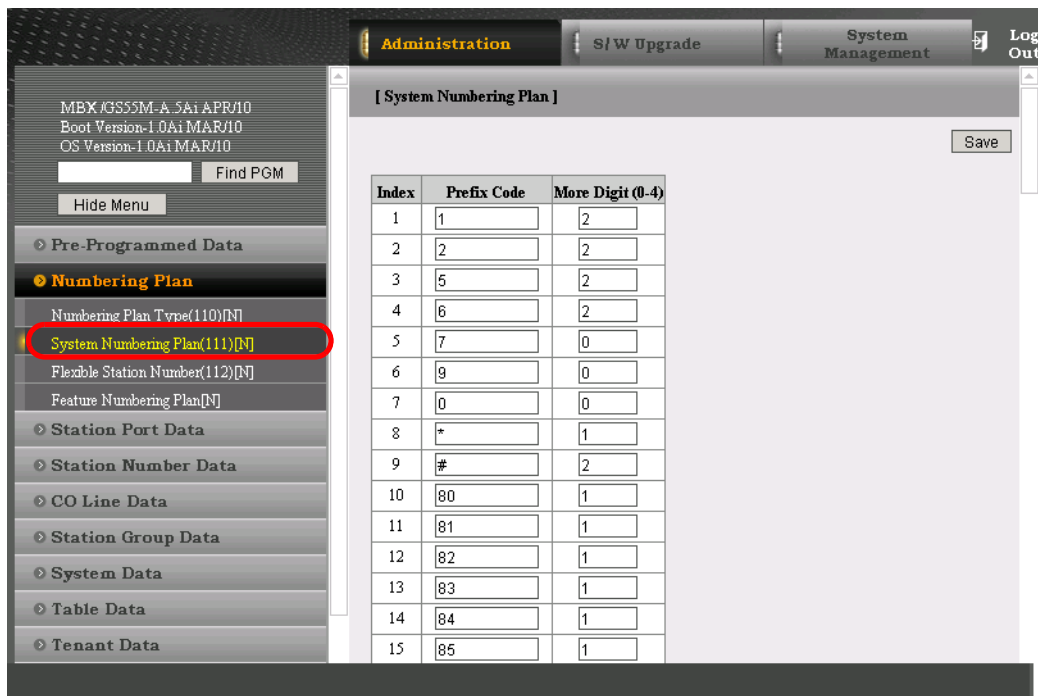 Administration
S/W Upgrade
System Management
Log Out
MBX /GS55M-A.5Ai APR/10
Boot Version-1.0Ai MAR/10
OS Version-1.0Ai MAR/10
Find PGM
Hide Menu
Pre-Programmed Data
Numbering Plan
Numbering Plan Type(110)[N]
System Numbering Plan(111)[N]
Flexible Station Number(112)[N]
Feature Numbering Plan[N]
Station Port Data
Station Number Data
CO Line Data
Station Group Data
System Data
Table Data
Tenant Data
[ System Numbering Plan ]
Save
Index Prefix Code More Digit (0-4)
1 1 2
2 2 2
3 5 2
4 6 2
5 7 0
6 9 0
7 0 0
8 * 1
9 # 2
10 80 1
11 81 1
12 82 1
13 83 1
14 84 1
15 85 1